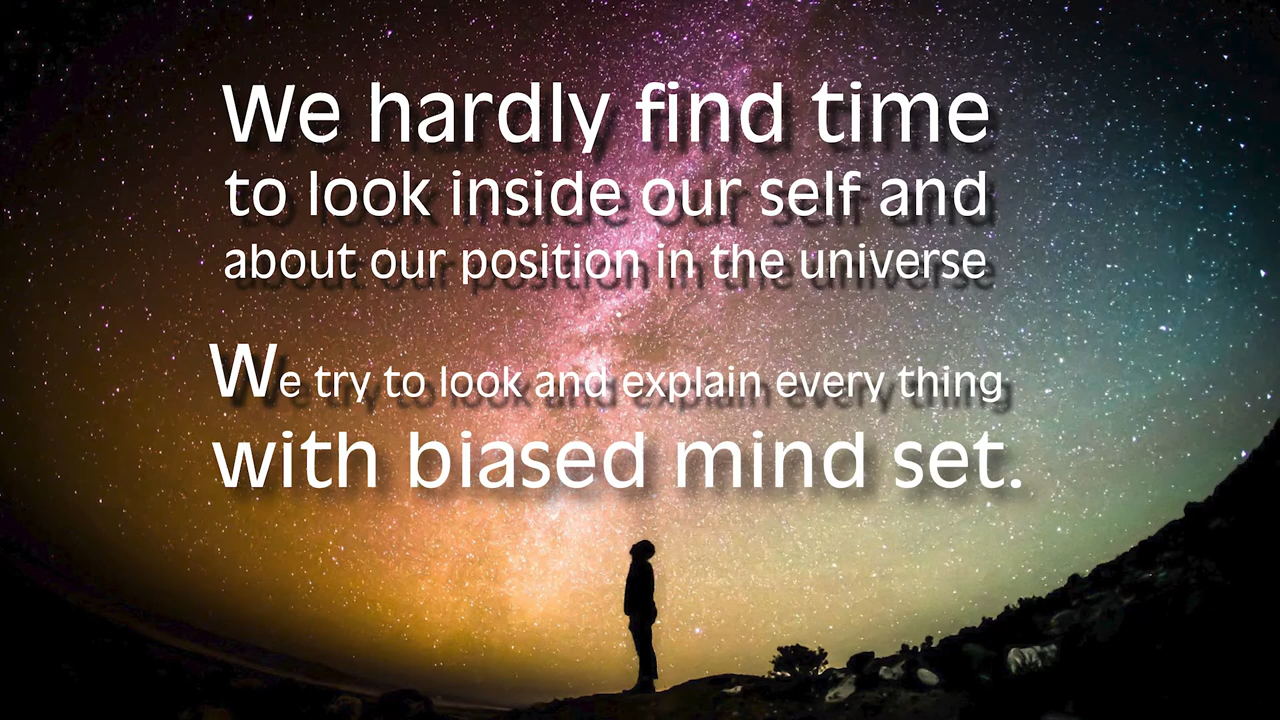 We hardly find time
to look inside our self and
about our position in the universe
We try to look and explain every thing
with biased mind set.